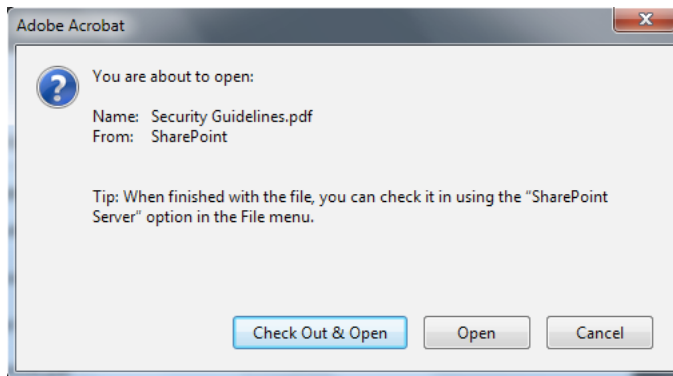 Adobe Acrobat
You are about to open:
Name: Security Guidelines.pdf
From: SharePoint
Tip: When finished with the file, you can check it in using the “SharePoint
Server” option in the File menu.
Check Out & Open Open Cancel